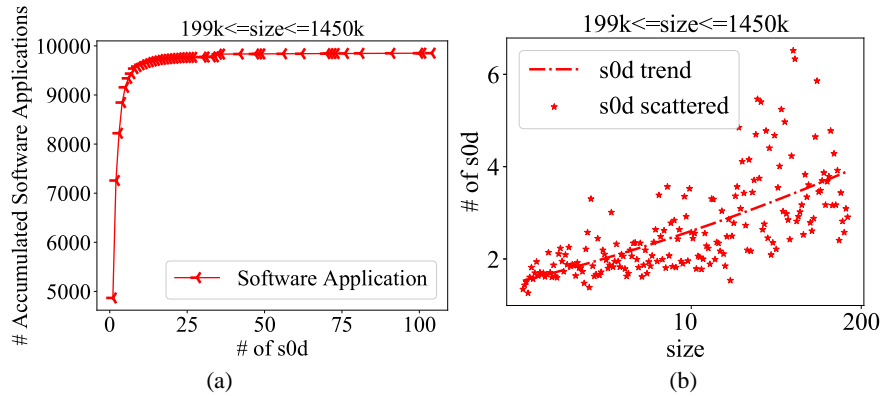 199k<=size<=1450k
# Accumulated Software Applications
10000
9000
8000
7000
6000
5000
Software Application
0
25
50
75
100
# of s0d
(a)
199k<=size<=1450k
# of s0d
6
4
2
s0d trend
s0d scattered
10
200
size
(b)